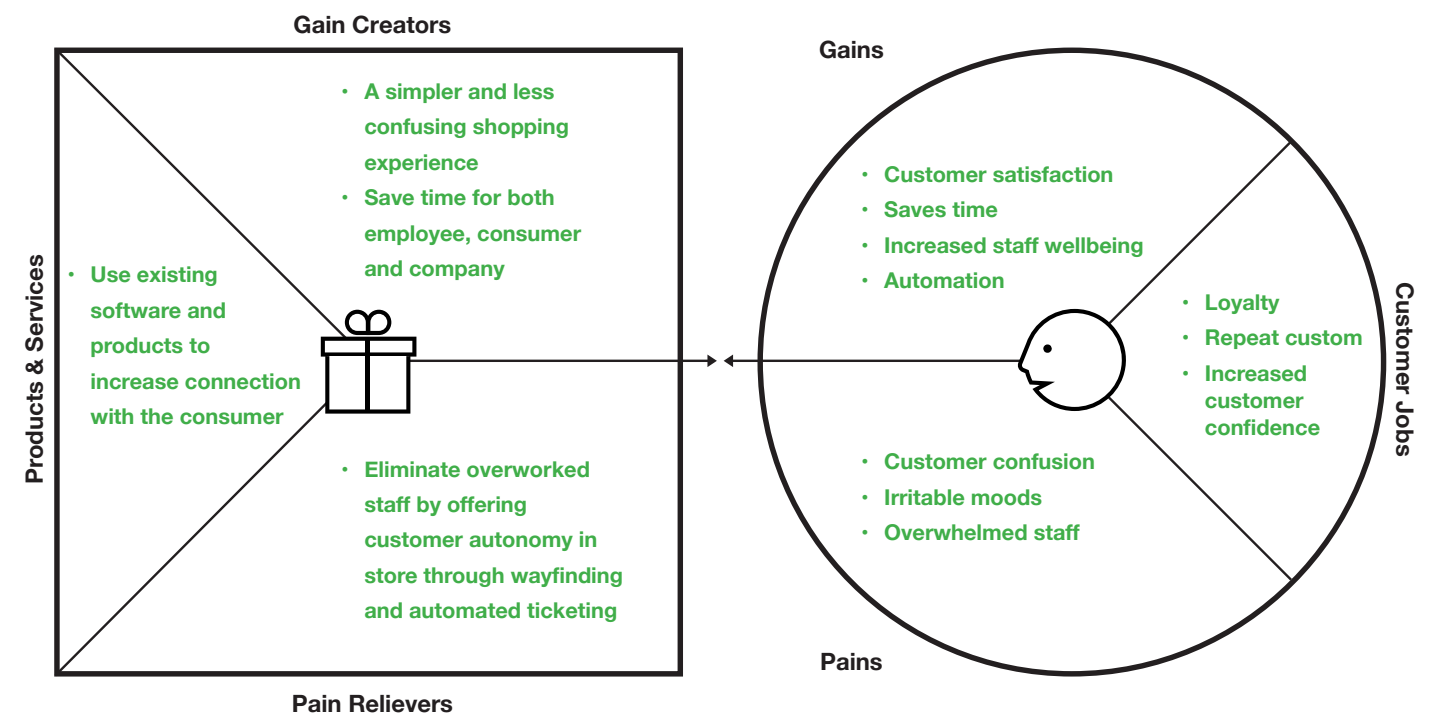 Gain Creators
• A simpler and less
confusing shopping
experience
• Save time for both
employee, consumer
and company
Products & Services
• Use existing
software and
products to
increase connection
with the consumer
• Eliminate overworked
staff by offering
customer autonomy in
store through wayfinding
and automated ticketing
Pain Relievers
Gains
• Customer satisfaction
• Saves time
• Increased staff wellbeing
• Automation
• Loyalty
• Repeat custom
• Increased
customer
confidence
Customer Jobs
• Customer confusion
• Irritable moods
• Overwhelmed staff
Pains